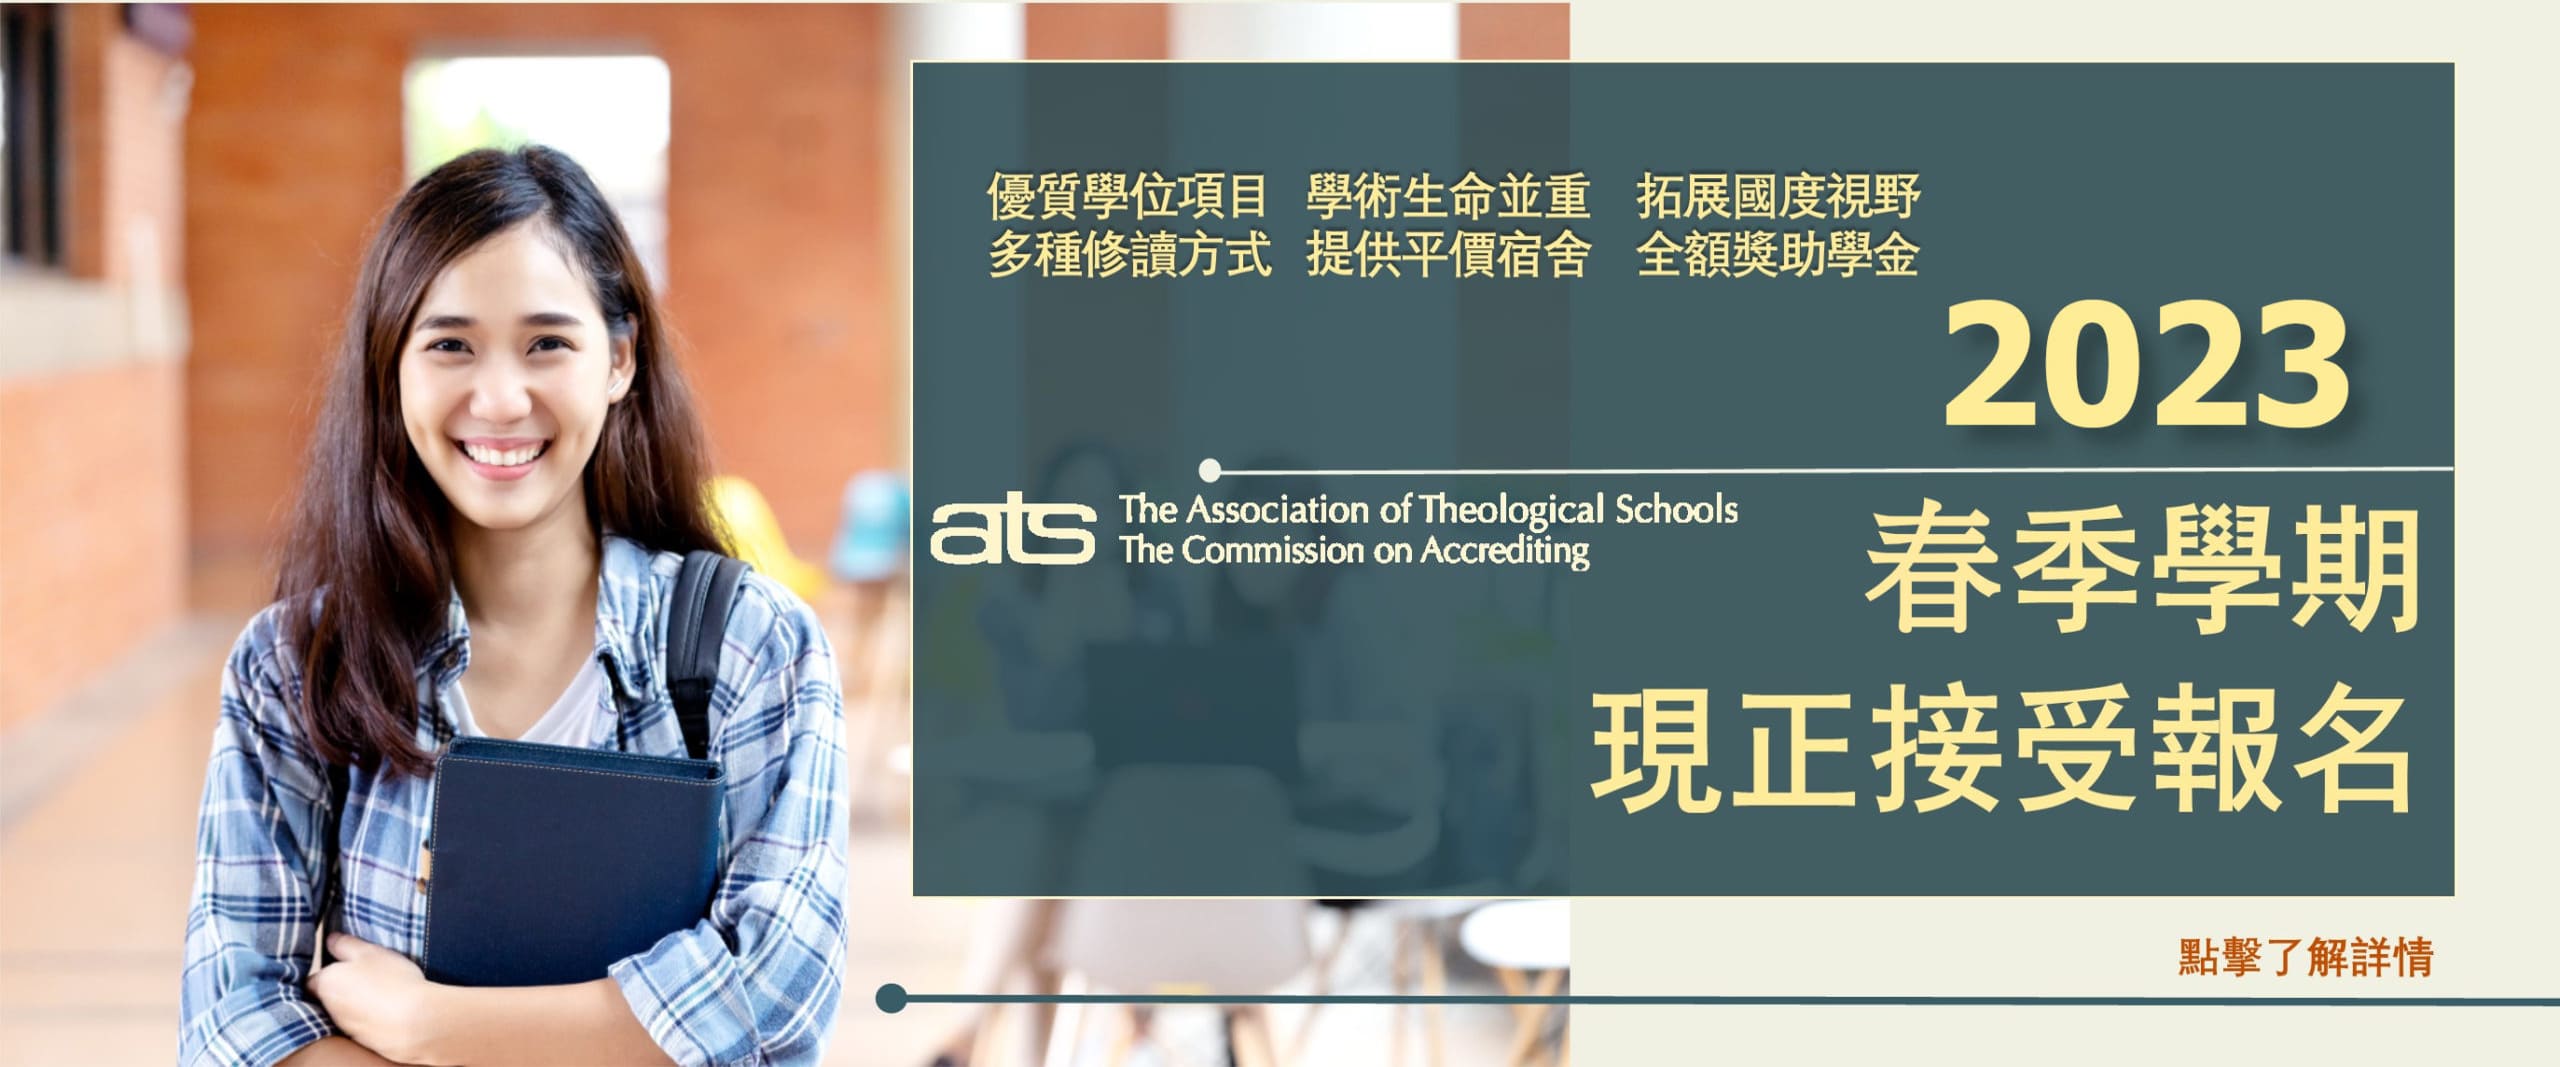 優質學位項目 學術生命並重 拓展國度視野
多種修讀方式 提供平價宿舍 全額獎助學金
2023
ats The Association of Theological Schools
The Commission on Accrediting
春季學期
現正接受報名
點擊了解詳情